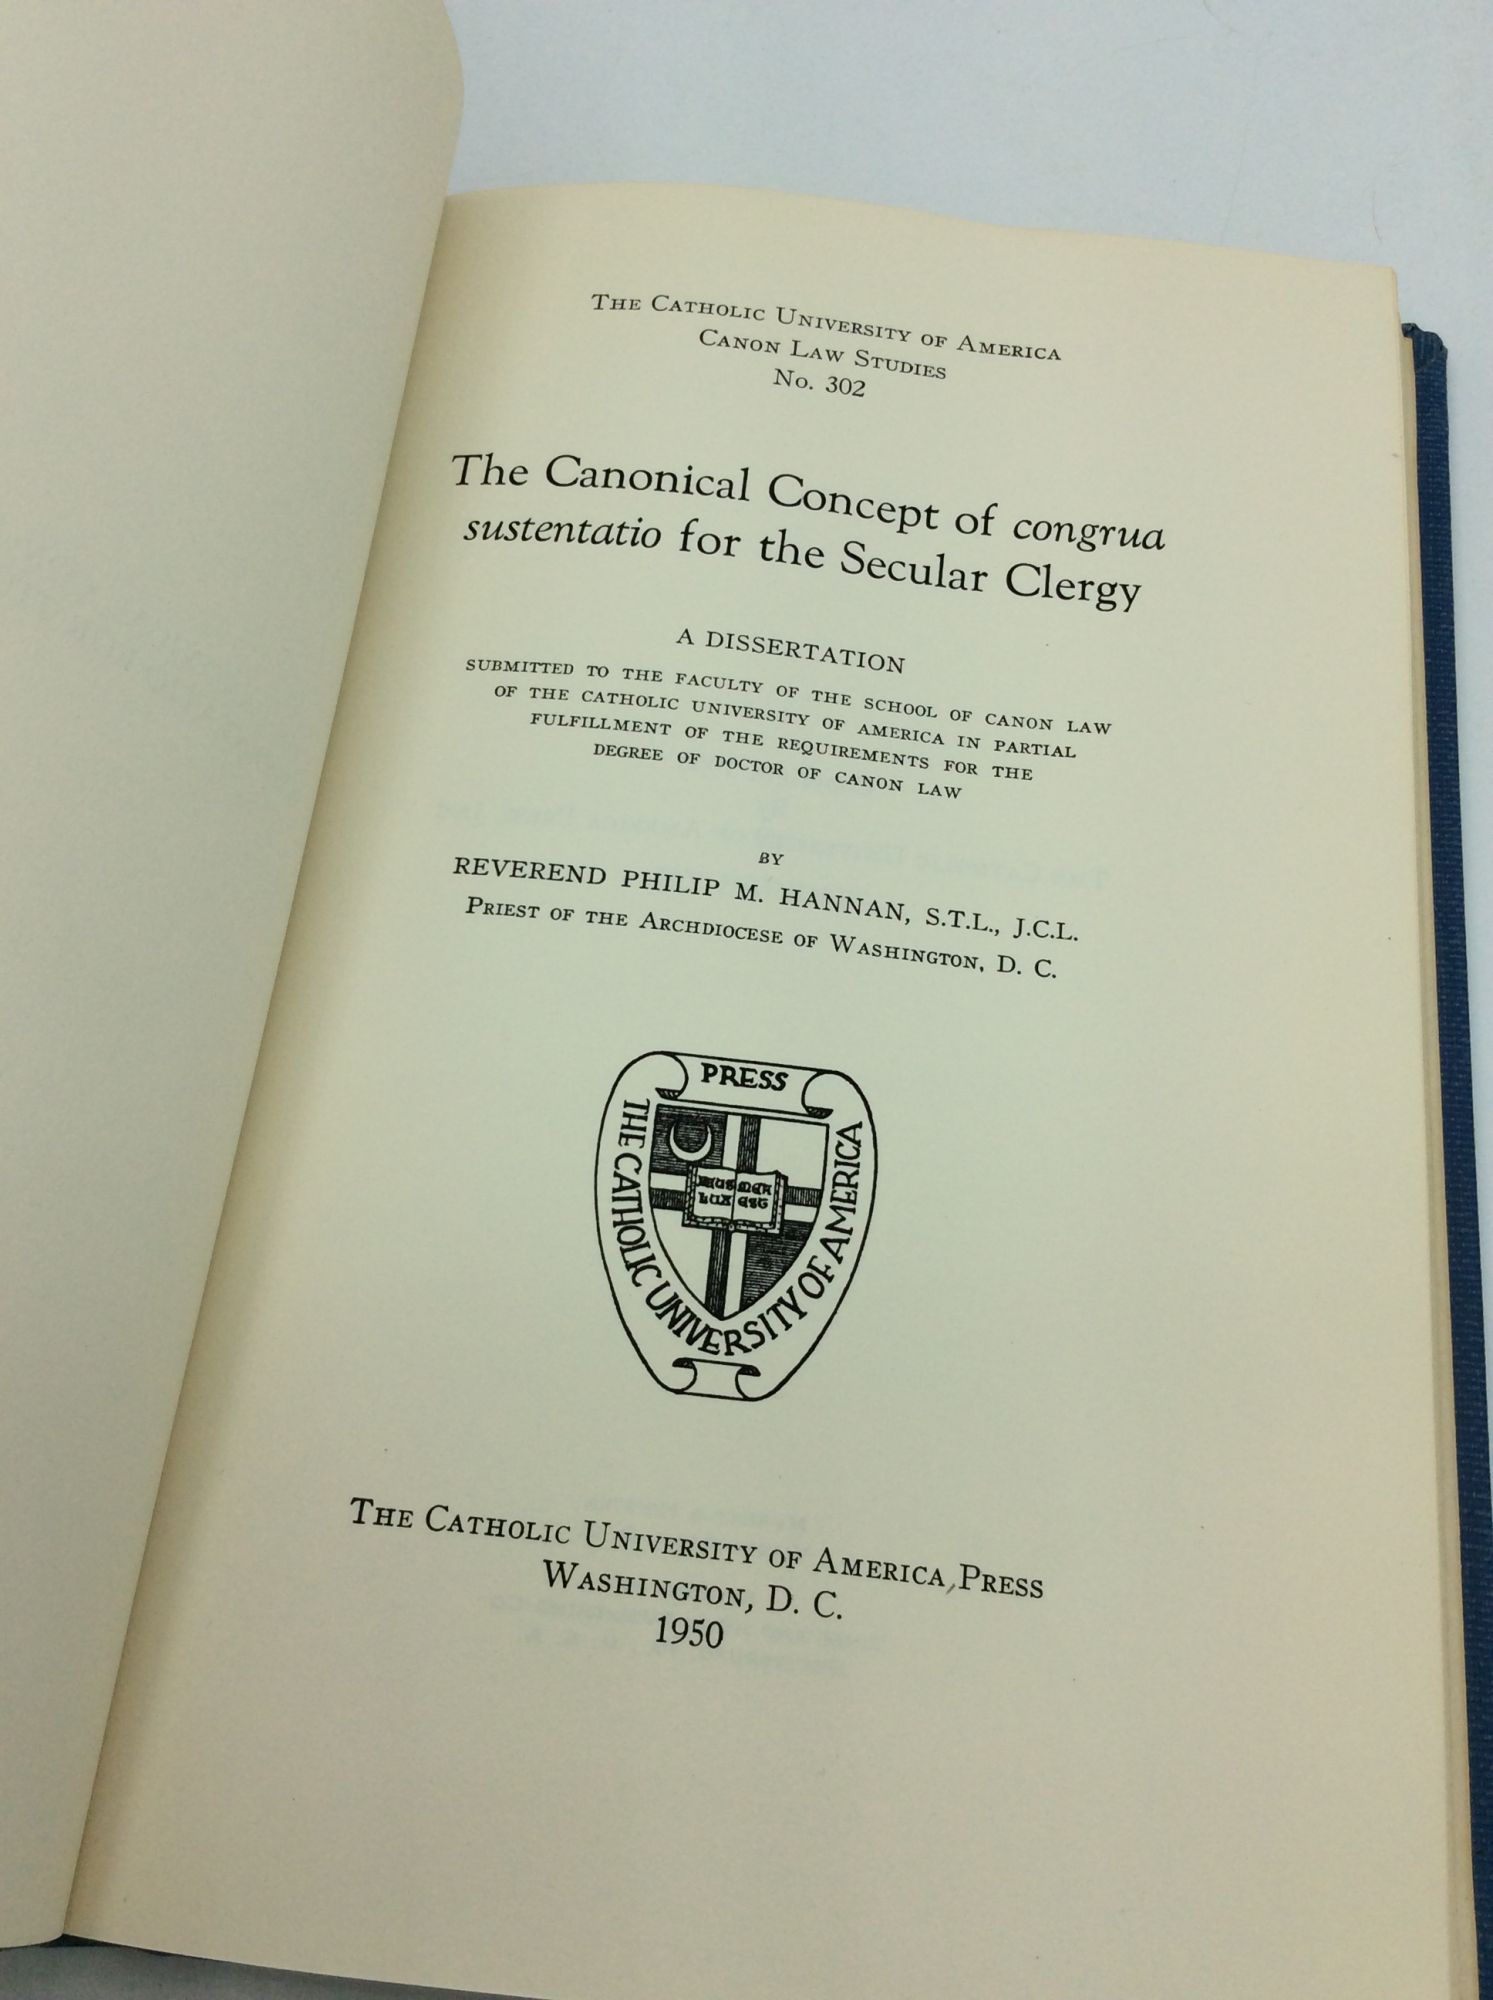 The Catholic University of America
Canon Law Studies
No. 302
The Canonical Concept of congrua
sustentatio for the Secular Clergy
A DISSERTATION
SUBMITTED TO THE FACULTY OF THE SCHOOL OF CANON LAW
OF THE CATHOLIC UNIVERSITY OF AMERICA IN PARTIAL
FULFILLMENT OF THE REQUIREMENTS FOR THE
DEGREE OF DOCTOR OF CANON LAW
BY
REVEREND PHILIP M. HANNAN, S.T.L., J.C.L.
Priest of the Archdiocese of Washington, D. C.
PRESS
THE CATHOLIC UNIVERSITY OF AMERICA
LUX EST
The Catholic University of America Press
Washington, D. C.
1950